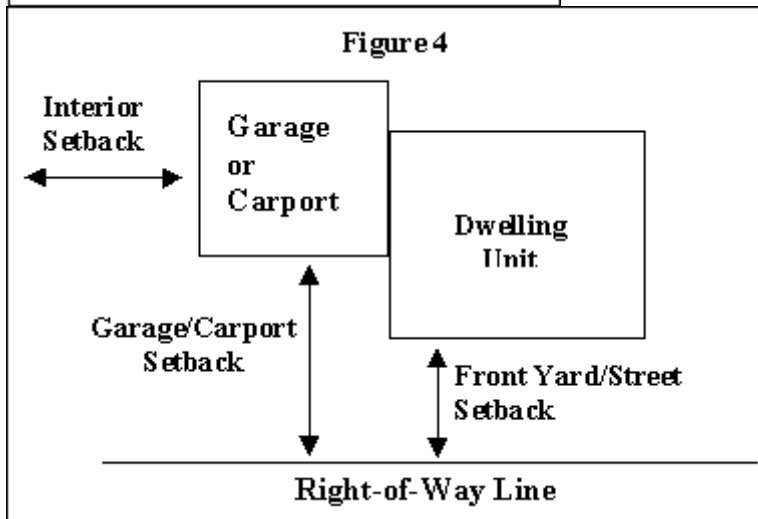 Figure 4
Interior
Setback
Garage
or
Carport
Dwelling
Unit
Garage/Carport
Setback
Front Yard/Street
Setback
Right-of-Way Line